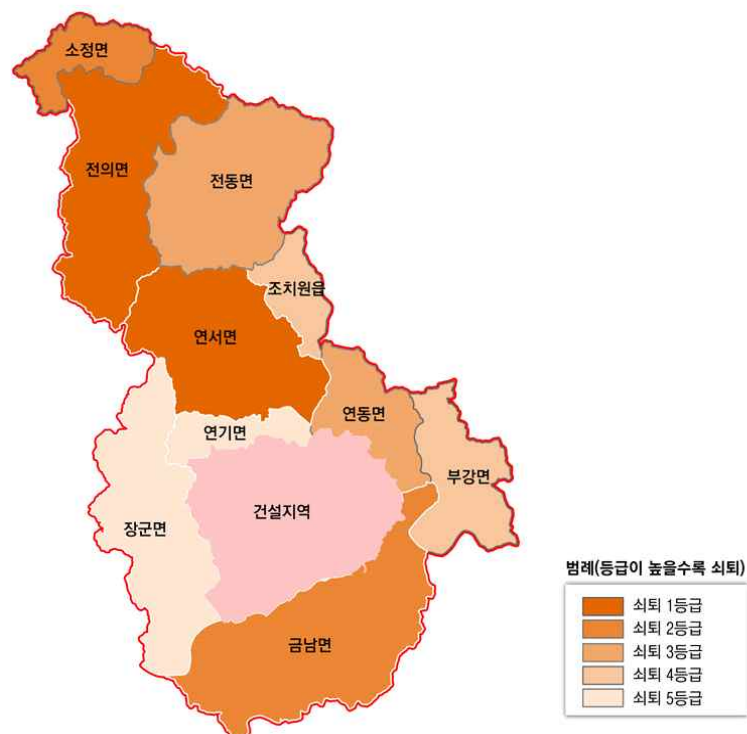 소정면
전의면
전동면
조치원읍
연서면
연동면
연기면
부강면
건설지역
장군면
금남면
범례(등급이 높을수록 쇠퇴)
쇠퇴 1등급
쇠퇴 2등급
쇠퇴 3등급
쇠퇴 4등급
쇠퇴 5등급